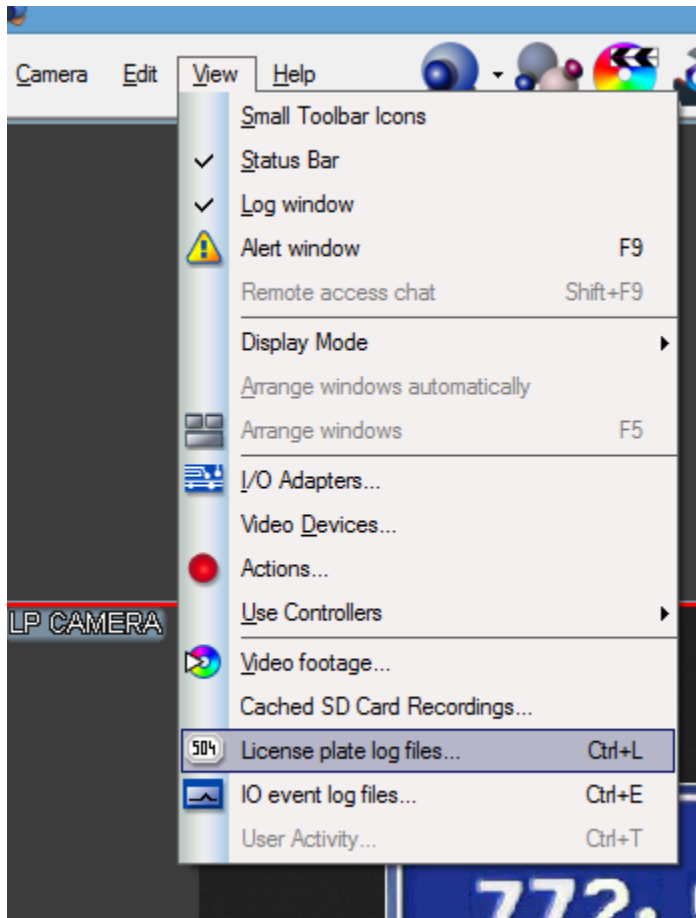 Camera Edit View Help
Small Toolbar Icons
Status Bar
Log window
Alert window F9
Remote access chat Shift+F9
Display Mode
Arrange windows automatically
Arrange windows F5
I/O Adapters...
Video Devices...
Actions...
Use Controllers
LP CAMERA
Video footage...
Cached SD Card Recordings...
504 License plate log files... Ctrl+L
IO event log files... Ctrl+E
User Activity... Ctrl+T
772